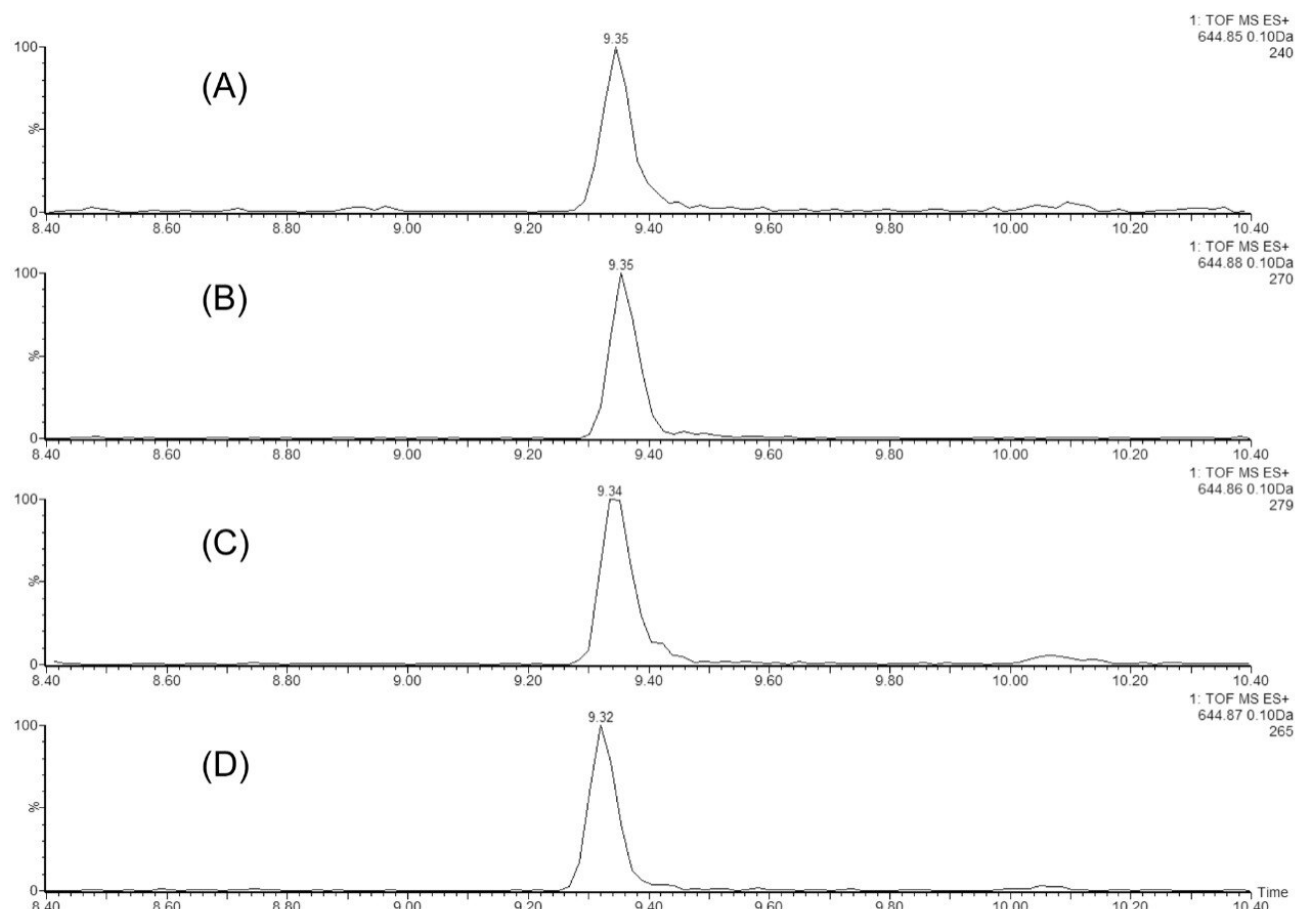 1: TOF MS ES+
644.85 0.10Da
240
9.35
100
(A)
%
0
8.40 8.60 8.80 9.00 9.20 9.40 9.60 9.80 10.00 10.20 10.40
1: TOF MS ES+
644.88 0.10Da
270
9.35
100
(B)
%
0
8.40 8.60 8.80 9.00 9.20 9.40 9.60 9.80 10.00 10.20 10.40
1: TOF MS ES+
644.86 0.10Da
279
9.34
100
(C)
%
0
8.40 8.60 8.80 9.00 9.20 9.40 9.60 9.80 10.00 10.20 10.40
1: TOF MS ES+
644.87 0.10Da
265
9.32
100
(D)
%
0
Time
8.40 8.60 8.80 9.00 9.20 9.40 9.60 9.80 10.00 10.20 10.40